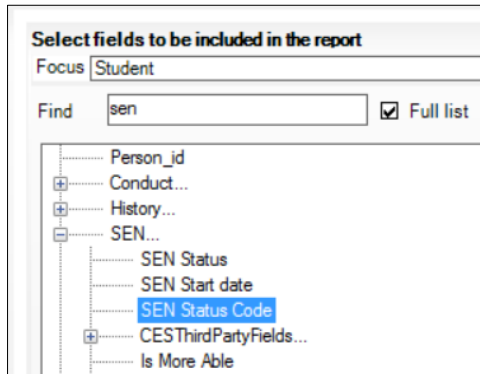 Select fields to be included in the report
Focus Student
Find sen Full list
Person_id
Conduct...
History...
SEN...
SEN Status
SEN Start date
SEN Status Code
CESThirdPartyFields...
Is More Able